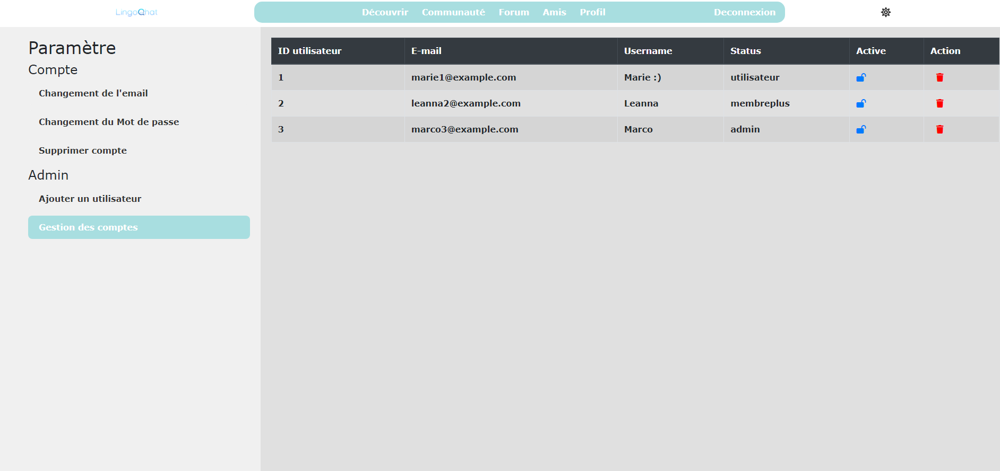 LingoChat
Découvrir Communauté Forum Amis Profil Deconnexion
Paramètre
Compte
Changement de l'email
Changement du Mot de passe
Supprimer compte
Admin
Ajouter un utilisateur
Gestion des comptes
ID utilisateur E-mail Username Status Active Action
1 marie1@example.com Marie :) utilisateur
2 leanna2@example.com Leanna membreplus
3 marco3@example.com Marco admin